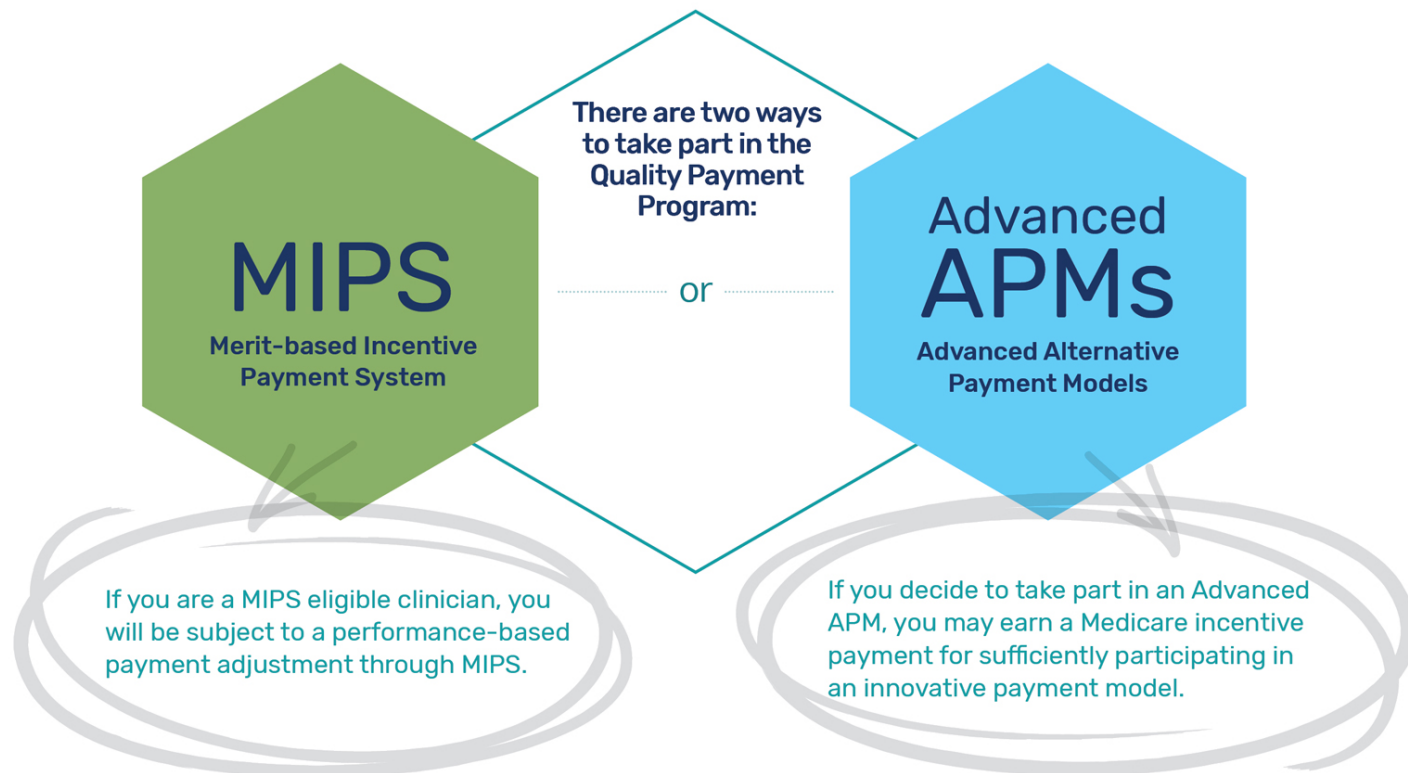 There are two ways
to take part in the
Quality Payment
Program:
MIPS
Merit-based Incentive
Payment System
or
Advanced
APMs
Advanced Alternative
Payment Models
If you are a MIPS eligible clinician, you
will be subject to a performance-based
payment adjustment through MIPS.
If you decide to take part in an Advanced
APM, you may earn a Medicare incentive
payment for sufficiently participating in
an innovative payment model.